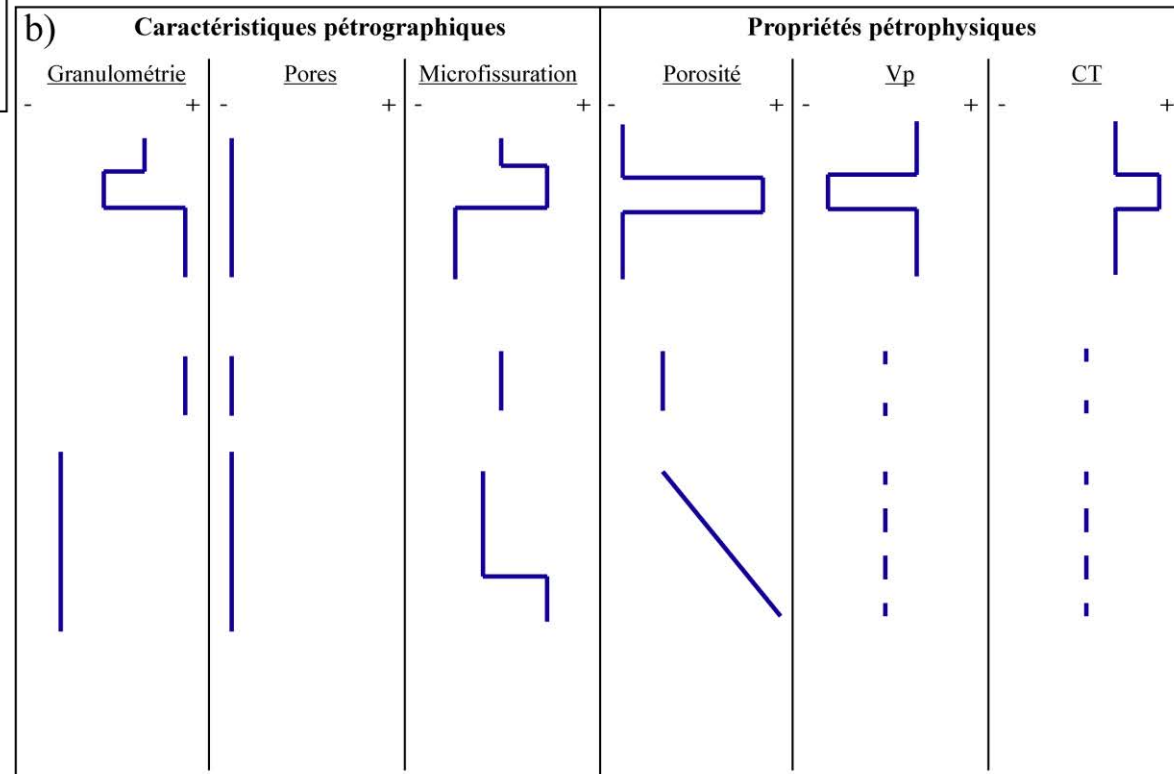 b)
Caractéristiques pétrographiques
Propriétés pétrophysiques
Granulométrie
Pores
Microfissuration
Porosité
Vp
CT
- + - + - + - + - + - +